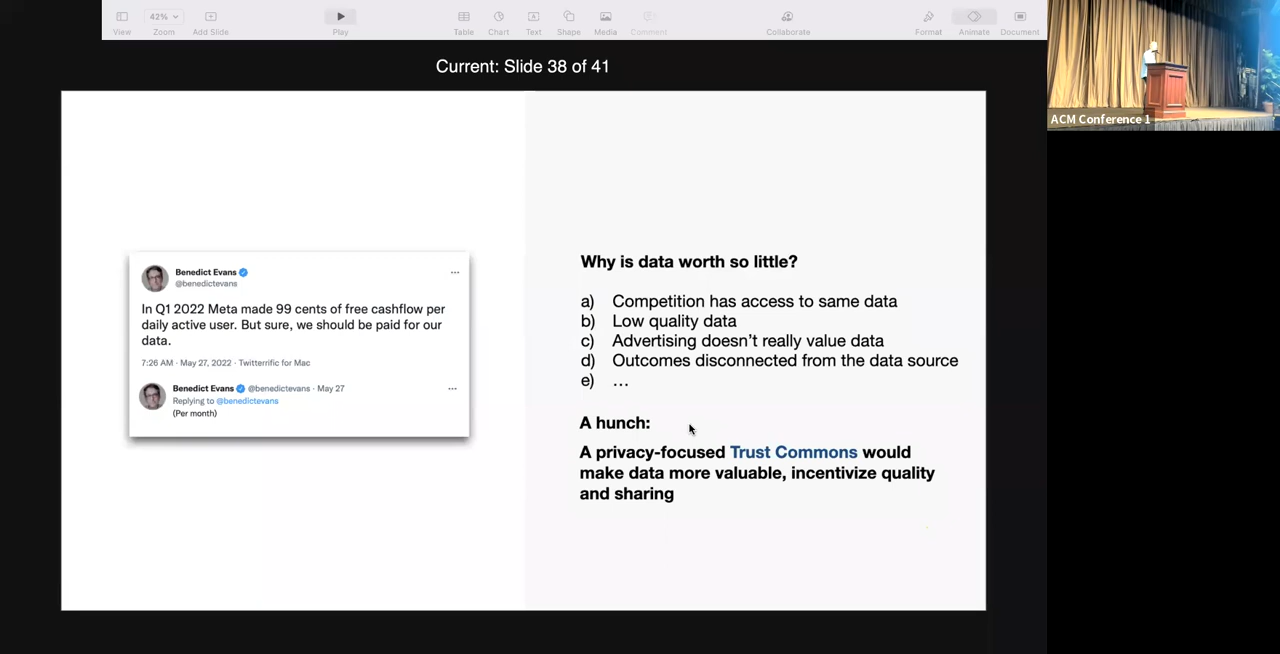 42%
View
Zoom
Add Slide
Play
Table
Chart
Text
Shape
Media
Comment
Collaborate
Format
Animate
Document
ACM Conference 1
Current: Slide 38 of 41
Benedict Evans
@benedictevans
In Q1 2022 Meta made 99 cents of free cashflow per
daily active user. But sure, we should be paid for our
data.
7:26 AM · May 27, 2022 · Twitterrific for Mac
Benedict Evans @benedictevans · May 27
Replying to @benedictevans
(Per month)
Why is data worth so little?
a) Competition has access to same data
b) Low quality data
c) Advertising doesn’t really value data
d) Outcomes disconnected from the data source
e) …
A hunch:
A privacy-focused Trust Commons would
make data more valuable, incentivize quality
and sharing